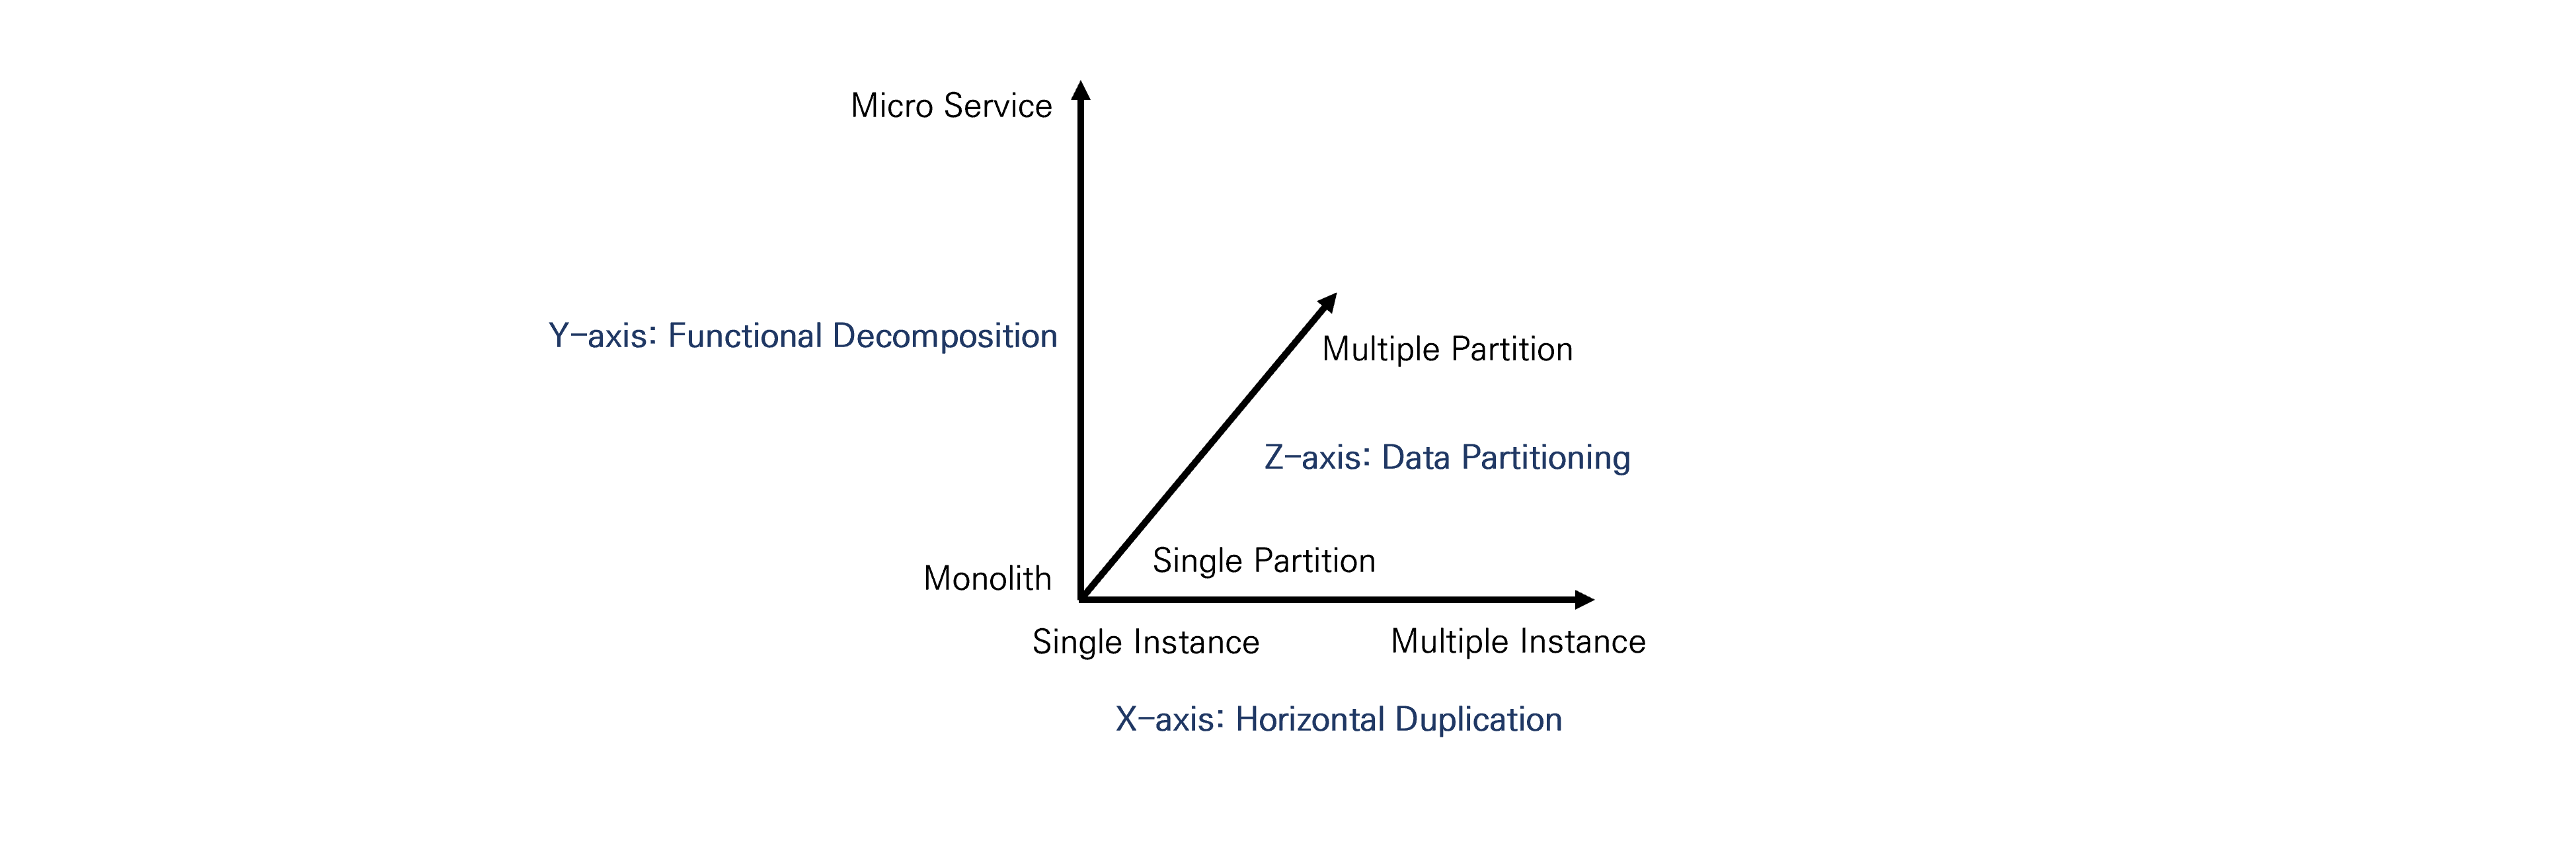 Micro Service
Y-axis: Functional Decomposition
Multiple Partition
Z-axis: Data Partitioning
Single Partition
Monolith
Single Instance
Multiple Instance
X-axis: Horizontal Duplication